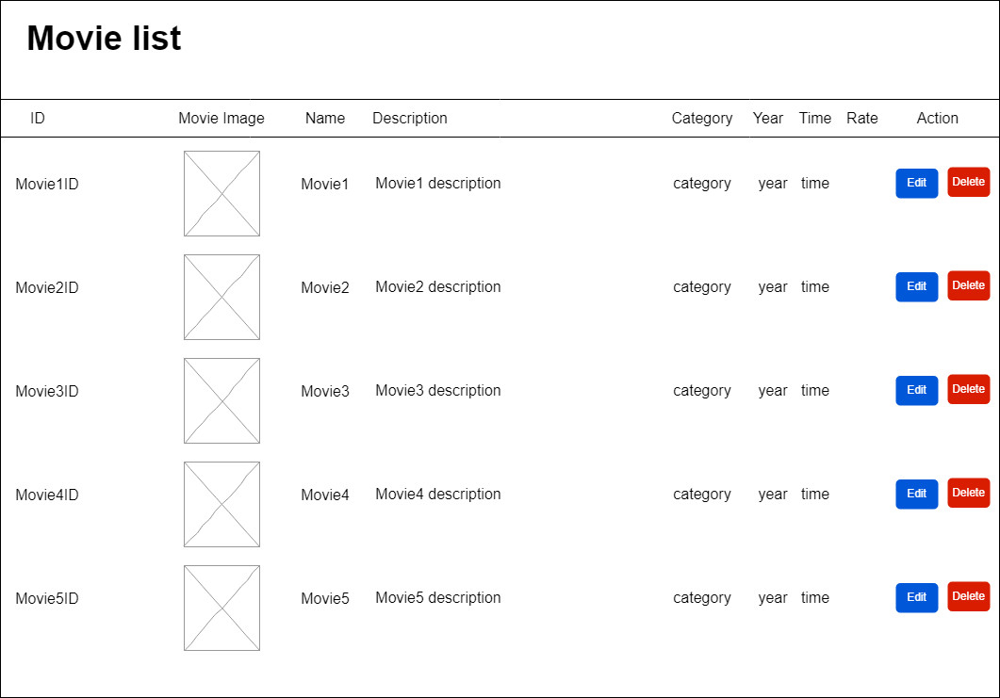 Movie list
ID Movie Image Name Description Category Year Time Rate Action
Movie1ID Movie1 Movie1 description category year time Edit Delete
Movie2ID Movie2 Movie2 description category year time Edit Delete
Movie3ID Movie3 Movie3 description category year time Edit Delete
Movie4ID Movie4 Movie4 description category year time Edit Delete
Movie5ID Movie5 Movie5 description category year time Edit Delete